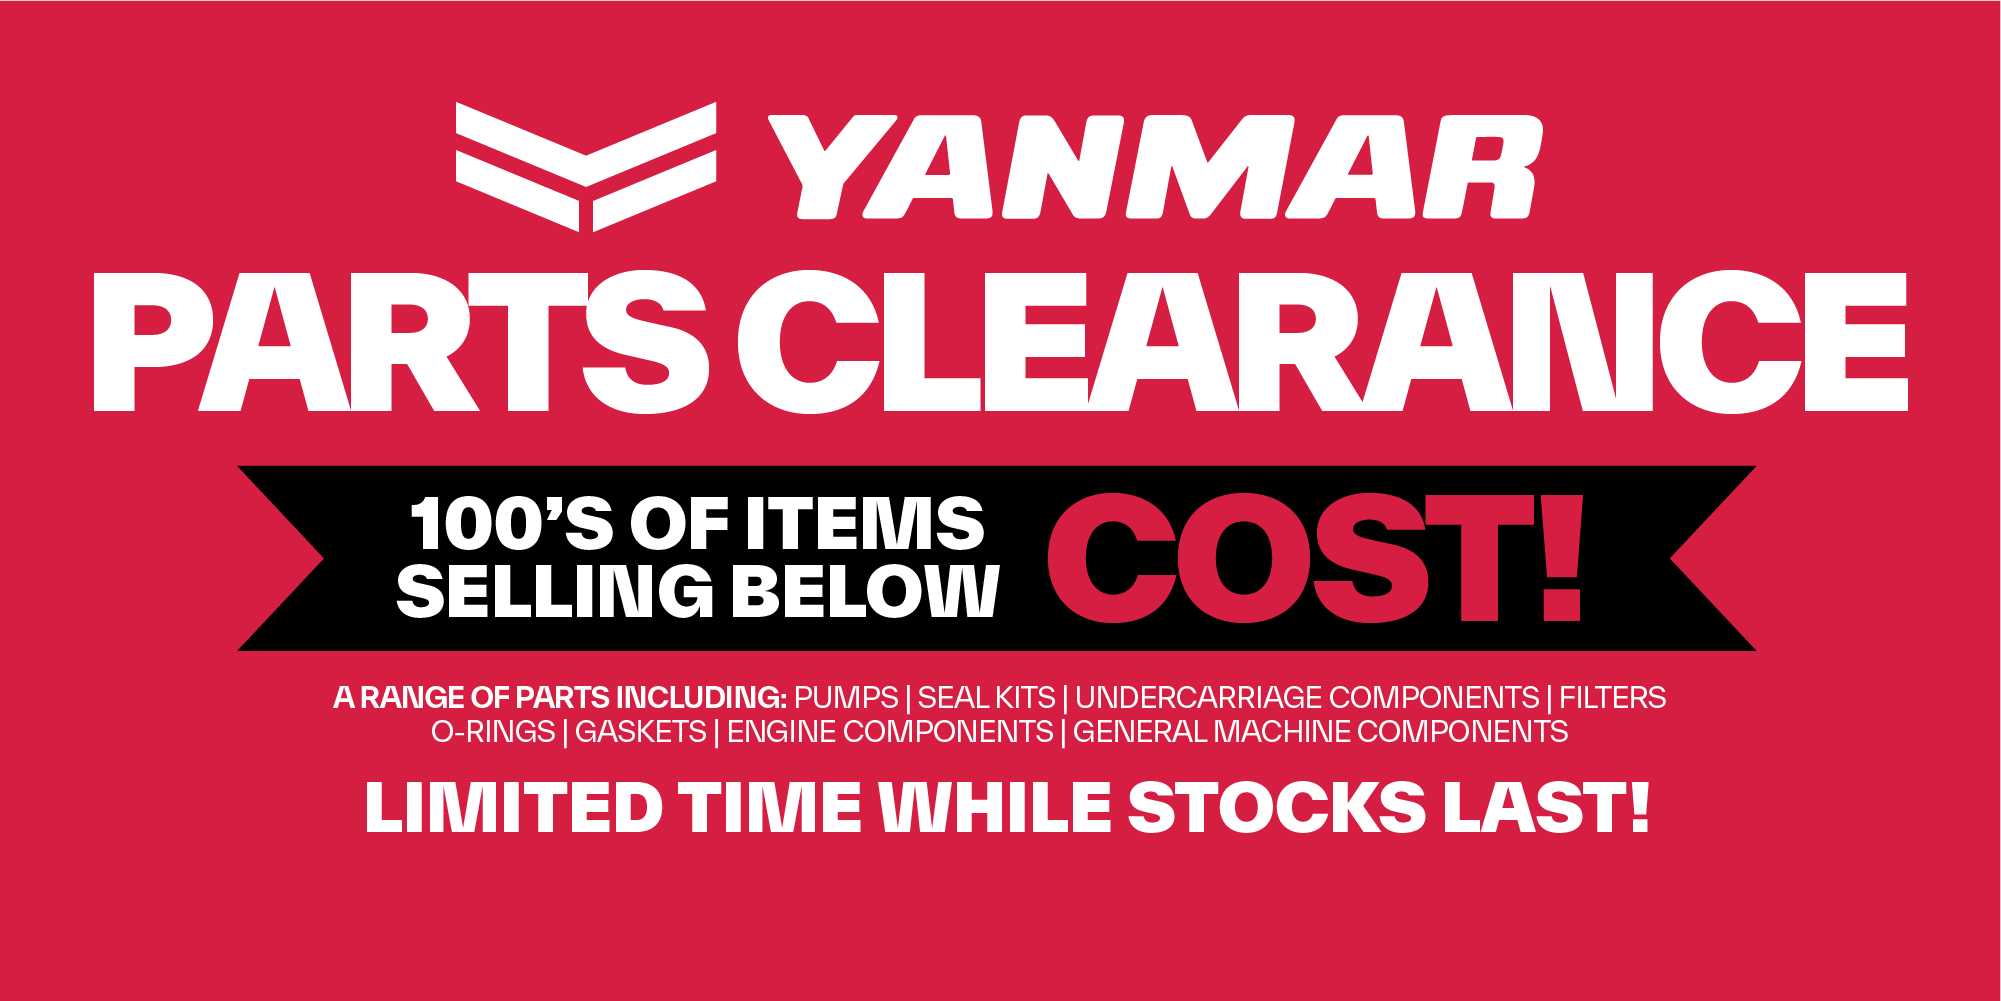 YANMAR
PARTS CLEARANCE
100’S OF ITEMS
SELLING BELOW
COST!
A RANGE OF PARTS INCLUDING: PUMPS | SEAL KITS | UNDERCARRIAGE COMPONENTS | FILTERS
O-RINGS | GASKETS | ENGINE COMPONENTS | GENERAL MACHINE COMPONENTS
LIMITED TIME WHILE STOCKS LAST!